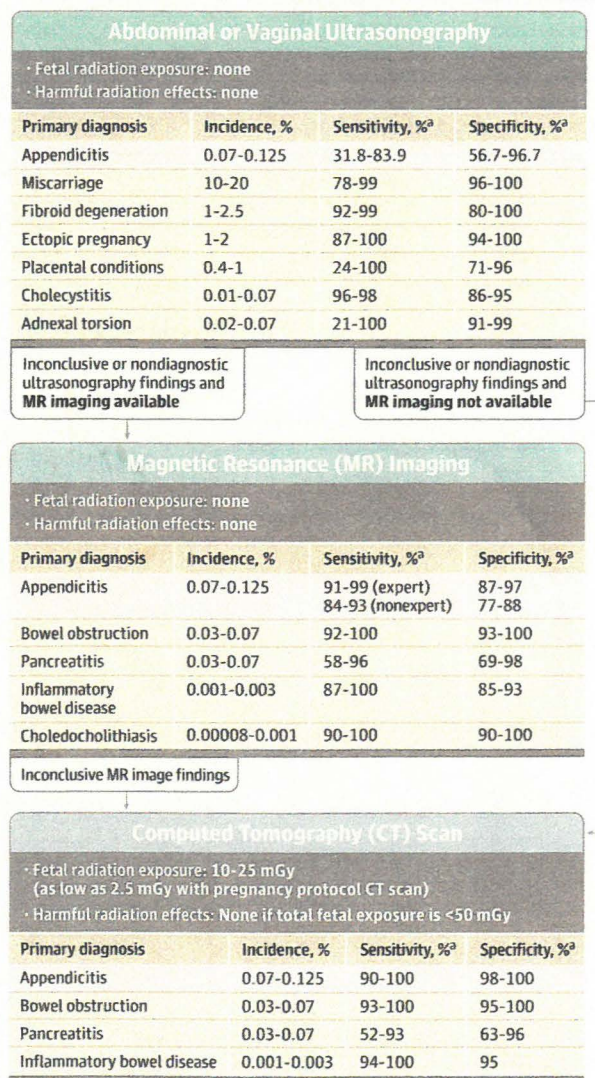 Abdominal or Vaginal Ultrasonography
· Fetal radiation exposure: none
· Harmful radiation effects: none
Primary diagnosis Incidence, % Sensitivity, %a Specificity, %a
Appendicitis 0.07-0.125 31.8-83.9 56.7-96.7
Miscarriage 10-20 78-99 96-100
Fibroid degeneration 1-2.5 92-99 80-100
Ectopic pregnancy 1-2 87-100 94-100
Placental conditions 0.4-1 24-100 71-96
Cholecystitis 0.01-0.07 96-98 86-95
Adnexal torsion 0.02-0.07 21-100 91-99
Inconclusive or nondiagnostic
ultrasonography findings and
MR imaging available
Inconclusive or nondiagnostic
ultrasonography findings and
MR imaging not available
Magnetic Resonance (MR) Imaging
· Fetal radiation exposure: none
· Harmful radiation effects: none
Primary diagnosis Incidence, % Sensitivity, %a Specificity, %a
Appendicitis 0.07-0.125 91-99 (expert) 87-97
84-93 (nonexpert) 77-88
Bowel obstruction 0.03-0.07 92-100 93-100
Pancreatitis 0.03-0.07 58-96 69-98
Inflammatory 0.001-0.003 87-100 85-93
bowel disease
Choledocholithiasis 0.00008-0.001 90-100 90-100
Inconclusive MR image findings
Computed Tomography (CT) Scan
· Fetal radiation exposure: 10-25 mGy
(as low as 2.5 mGy with pregnancy protocol CT scan)
· Harmful radiation effects: None if total fetal exposure is <50 mGy
Primary diagnosis Incidence, % Sensitivity, %a Specificity, %a
Appendicitis 0.07-0.125 90-100 98-100
Bowel obstruction 0.03-0.07 93-100 95-100
Pancreatitis 0.03-0.07 52-93 63-96
Inflammatory bowel disease 0.001-0.003 94-100 95